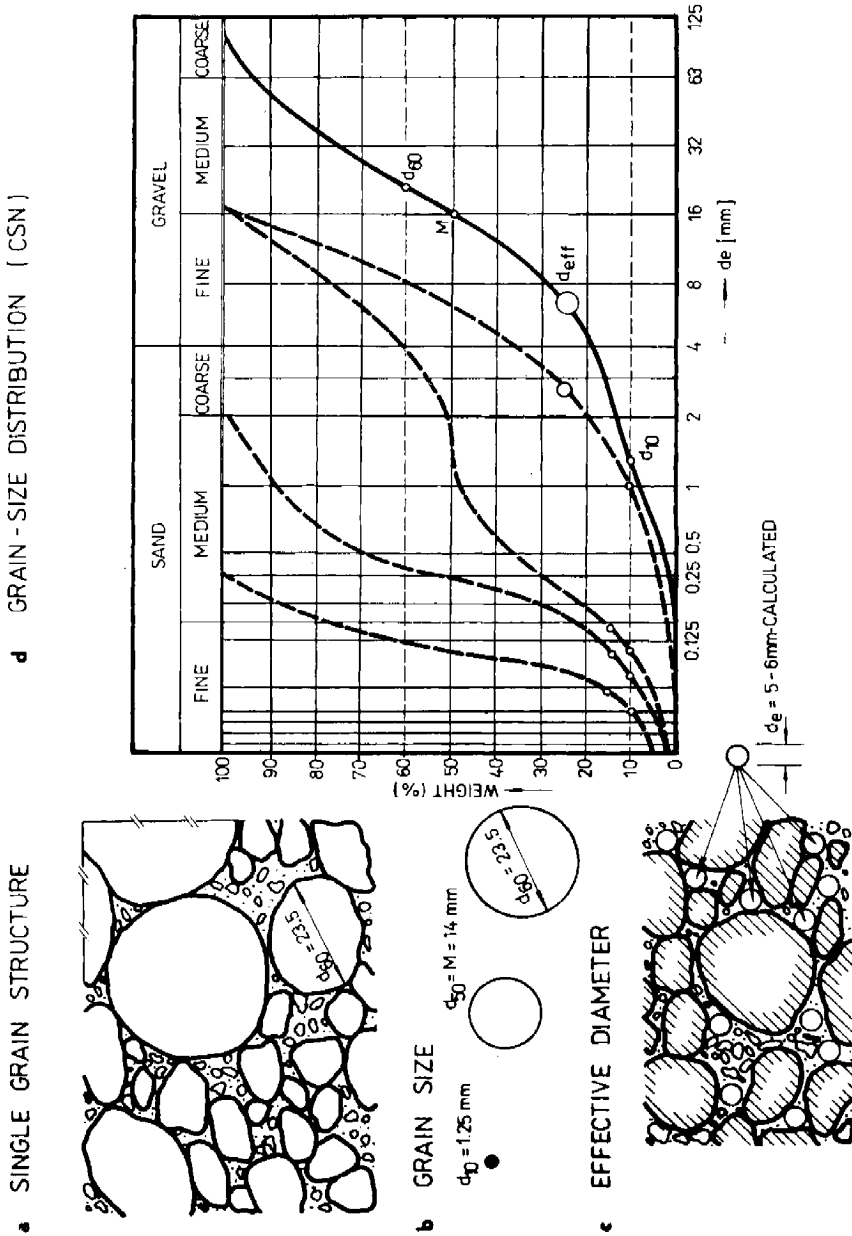 a SINGLE GRAIN STRUCTURE
d60 = 23.5
b GRAIN SIZE
d10 = 1.25 mm
d50 = M = 14 mm
d60 = 23.5
c EFFECTIVE DIAMETER
de = 5 - 6mm-CALCULATED
d GRAIN - SIZE DISTRIBUTION ( CSN )
SAND GRAVEL
FINE MEDIUM COARSE FINE MEDIUM COARSE
WEIGHT (%)
100
90
80
70
60
50
40
30
20
10
0
d60
M
deff
d10
0.125 0.25 0.5 1 2 4 8 16 32 63 125
de [mm]